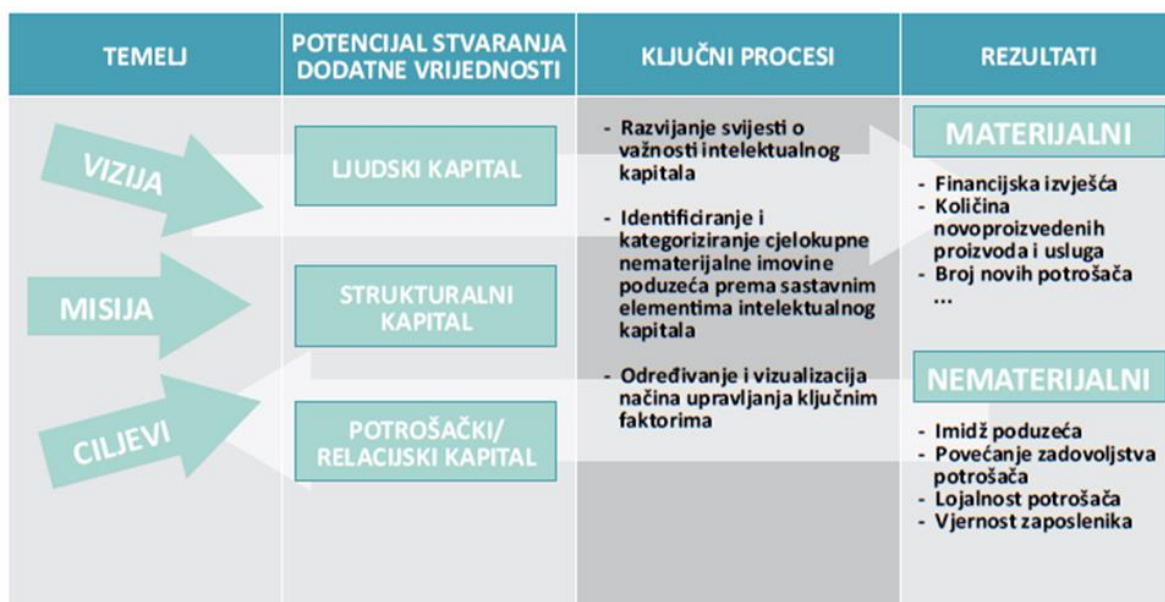 TEMELJ
POTENCIJAL STVARANJA
DODATNE VRIJEDNOSTI
KLJUČNI PROCESI
REZULTATI
VIZIJA
MISIJA
CILJEVI
LJUDSKI KAPITAL
STRUKTURALNI
KAPITAL
POTROŠAČKI/
RELACIJSKI KAPITAL
- Razvijanje svijesti o
važnosti intelektualnog
kapitala
- Identificiranje i
kategoriziranje cjelokupne
nematerijalne imovine
poduzeća prema sastavnim
elementima intelektualnog
kapitala
- Određivanje i vizualizacija
načina upravljanja ključnim
faktorima
MATERIJALNI
- Financijska izvješća
- Količina
novoproizvedenih
proizvoda i usluga
- Broj novih potrošača
...
NEMATERIJALNI
- Imidž poduzeća
- Povećanje zadovoljstva
potrošača
- Lojalnost potrošača
- Vjernost zaposlenika